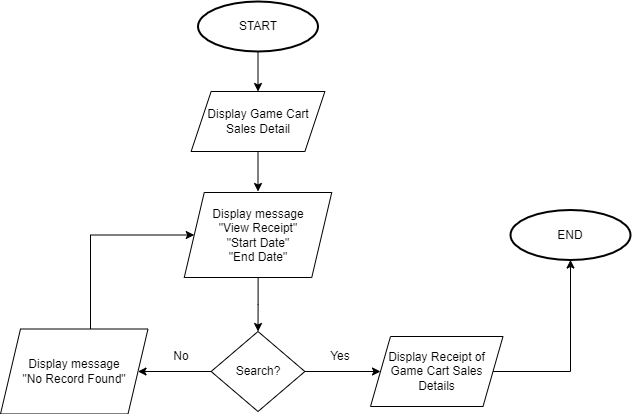 START
Display Game Cart
Sales Detail
Display message
"View Receipt"
"Start Date"
"End Date"
END
Search?
No
Yes
Display message
"No Record Found"
Display Receipt of
Game Cart Sales
Details